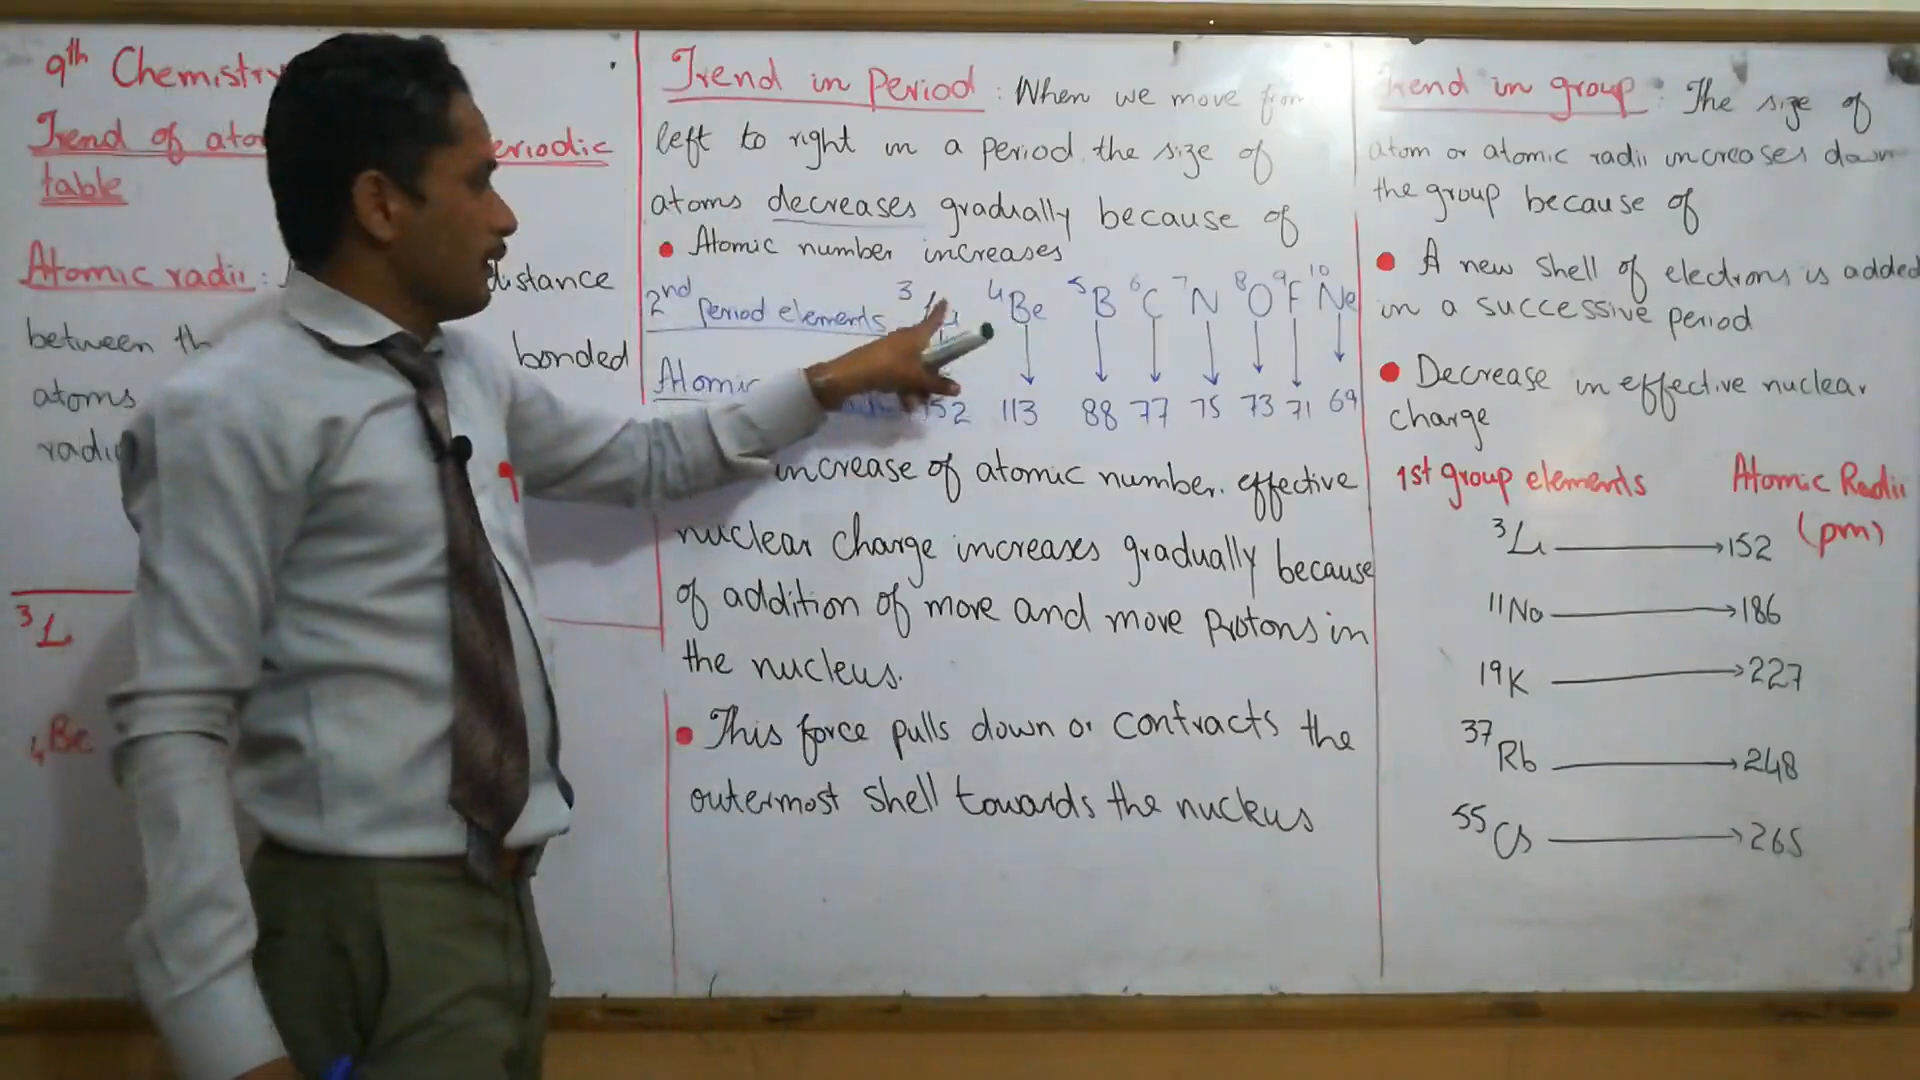 9th Chemistry
Trend of periodic
table
Atomic radii : distance
between bonded
atoms
3Li
4Be
Trend in Period : When we move from
left to right in a period the size of
atoms decreases gradually because of
• Atomic number increases
2nd Period elements 3Li 4Be 5B 6C 7N 8O 9F 10Ne
Atomic 152 113 88 77 75 73 71 69
increase of atomic number. effective
nuclear charge increases gradually because
of addition of more and more protons in
the nucleus.
• This force pulls down or contracts the
outermost shell towards the nucleus
Trend in group : The size of
atom or atomic radii increases down
the group because of
• A new shell of electrons is added
in a successive period
• Decrease in effective nuclear
charge
1st group elements Atomic Radii
(pm)
3Li 152
11Na 186
19K 227
37Rb 248
55Cs 265